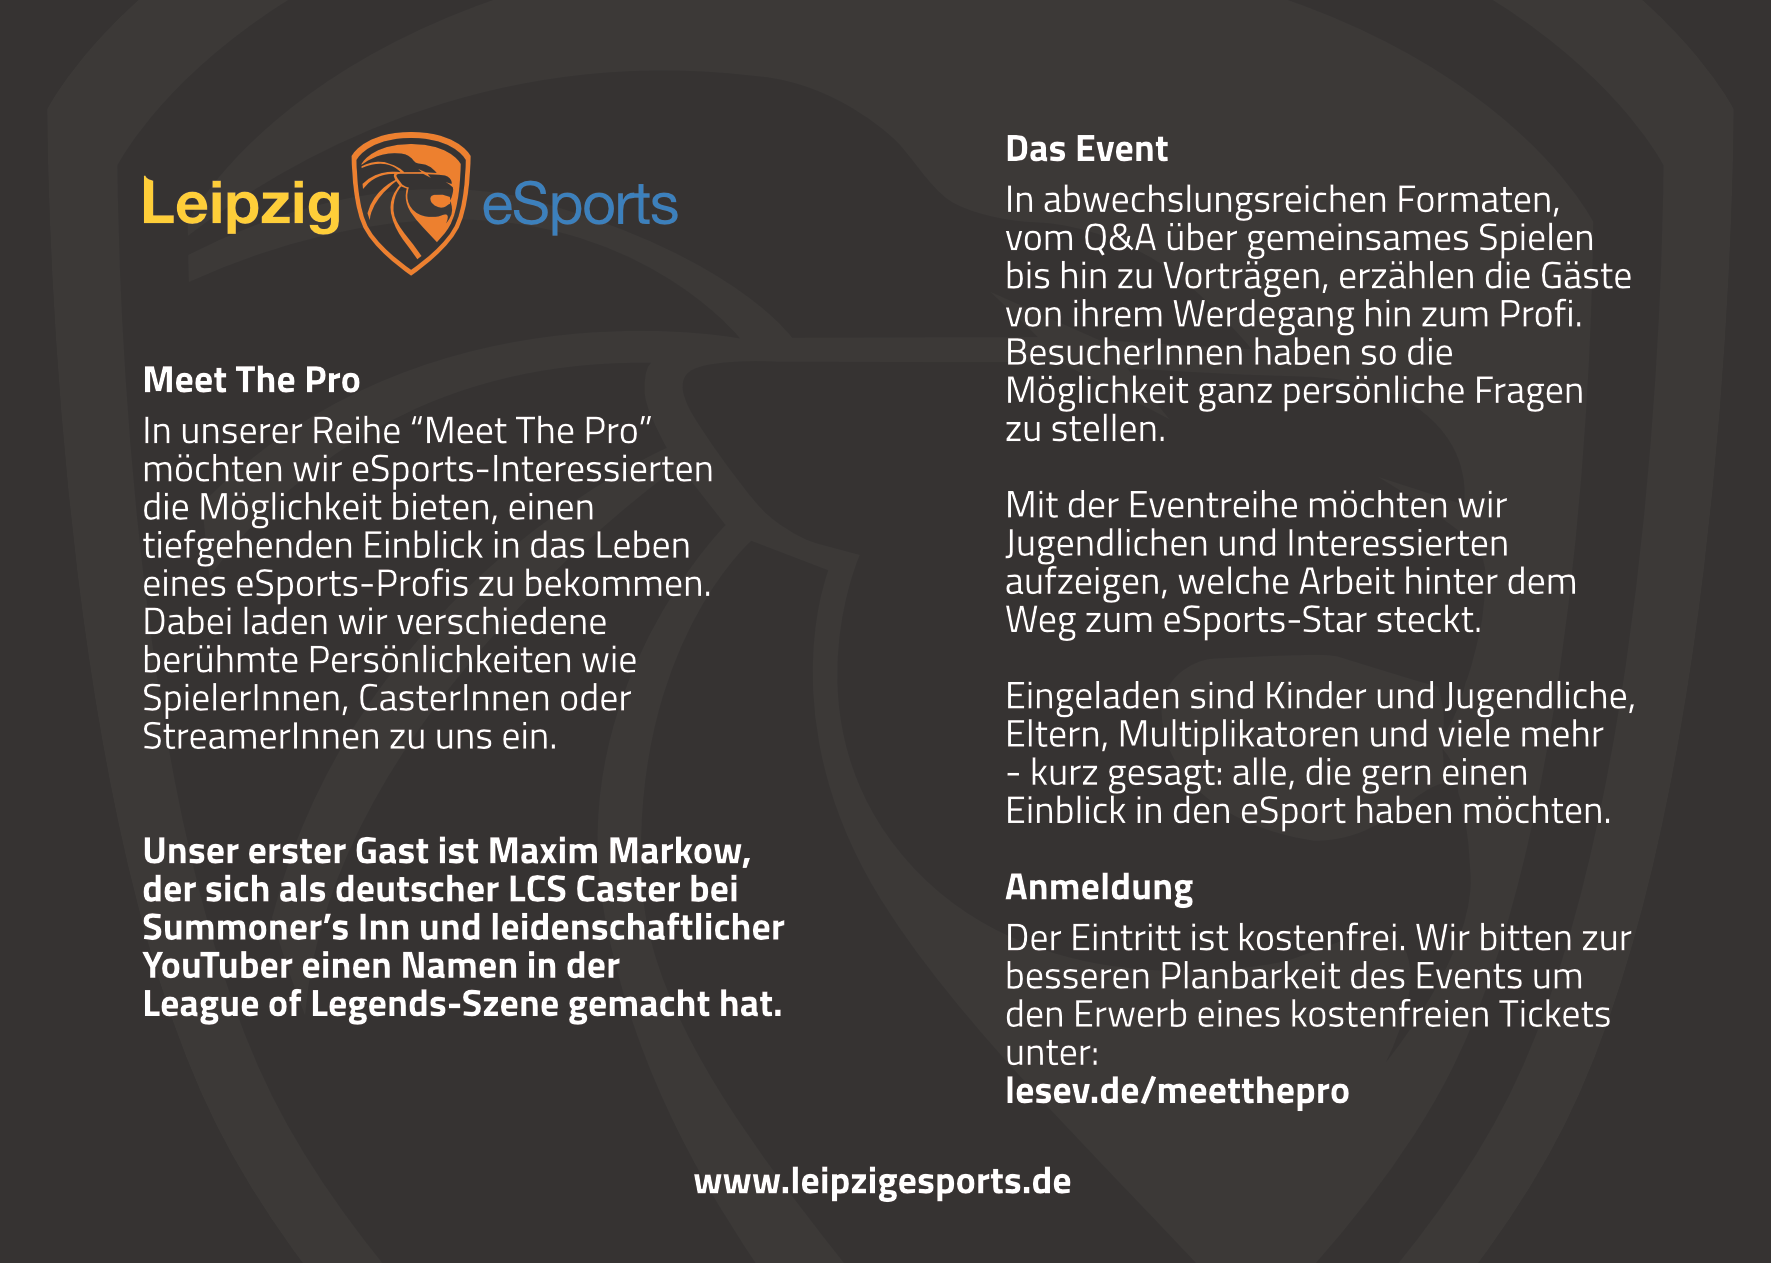 Leipzig eSports
Meet The Pro
In unserer Reihe “Meet The Pro”
möchten wir eSports-Interessierten
die Möglichkeit bieten, einen
tiefgehenden Einblick in das Leben
eines eSports-Profis zu bekommen.
Dabei laden wir verschiedene
berühmte Persönlichkeiten wie
SpielerInnen, CasterInnen oder
StreamerInnen zu uns ein.
Unser erster Gast ist Maxim Markow,
der sich als deutscher LCS Caster bei
Summoner’s Inn und leidenschaftlicher
YouTuber einen Namen in der
League of Legends-Szene gemacht hat.
Das Event
In abwechslungsreichen Formaten,
vom Q&A über gemeinsames Spielen
bis hin zu Vorträgen, erzählen die Gäste
von ihrem Werdegang hin zum Profi.
BesucherInnen haben so die
Möglichkeit ganz persönliche Fragen
zu stellen.
Mit der Eventreihe möchten wir
Jugendlichen und Interessierten
aufzeigen, welche Arbeit hinter dem
Weg zum eSports-Star steckt.
Eingeladen sind Kinder und Jugendliche,
Eltern, Multiplikatoren und viele mehr
- kurz gesagt: alle, die gern einen
Einblick in den eSport haben möchten.
Anmeldung
Der Eintritt ist kostenfrei. Wir bitten zur
besseren Planbarkeit des Events um
den Erwerb eines kostenfreien Tickets
unter:
lesev.de/meetthepro
www.leipzigesports.de